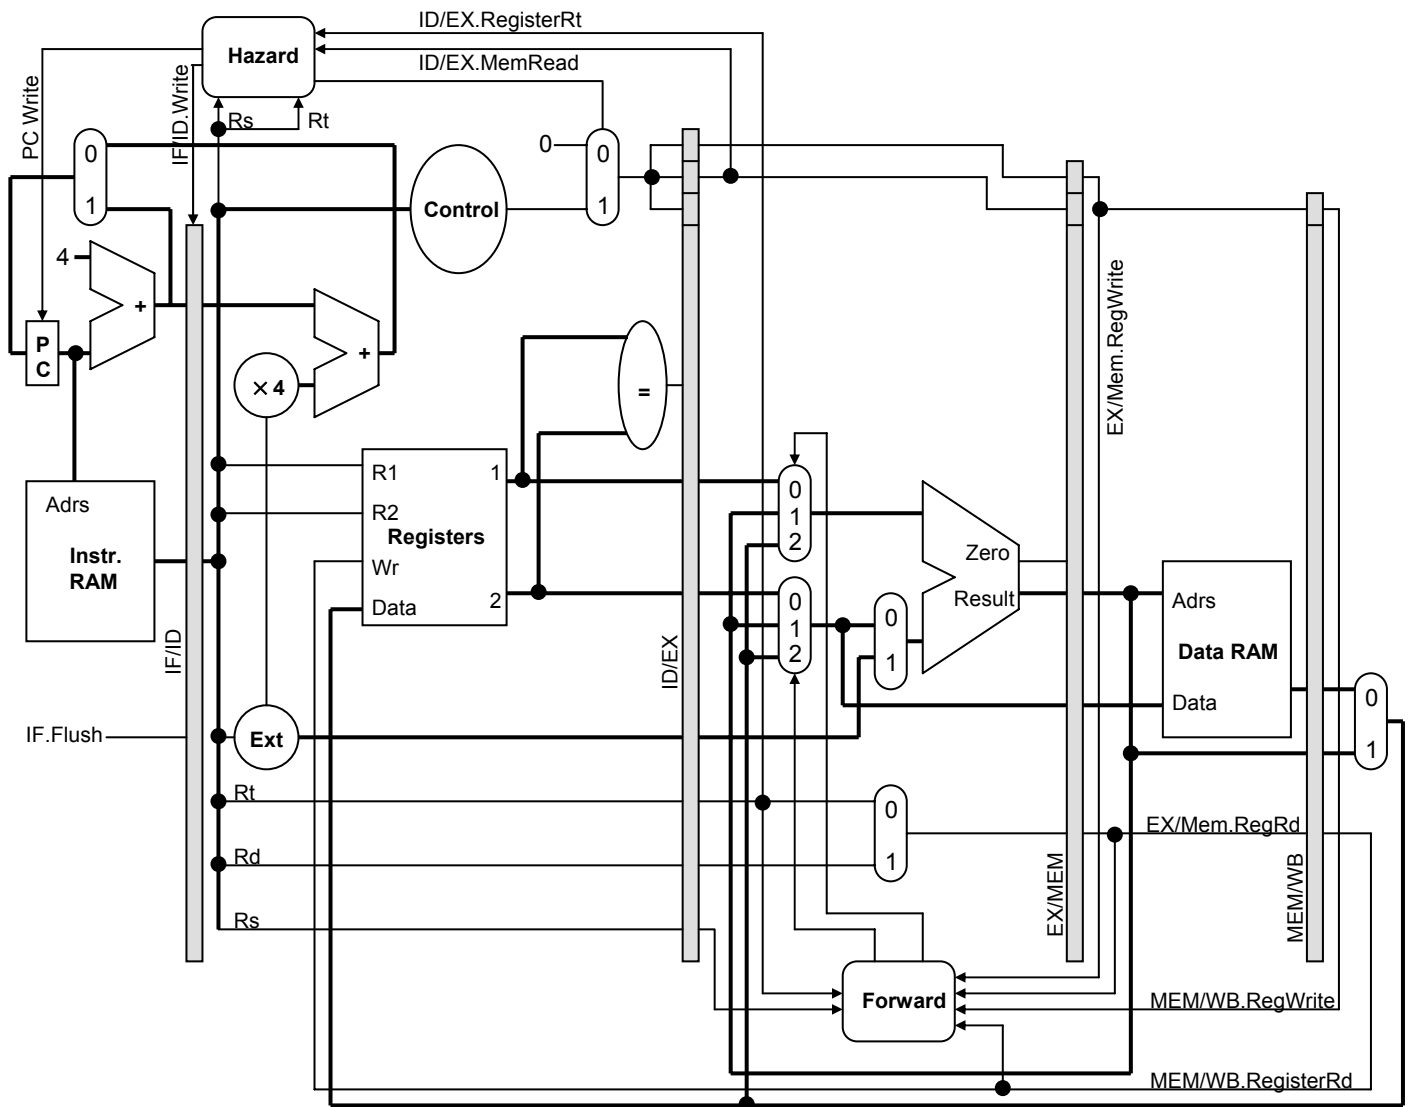 ID/EX.RegisterRt
Hazard
ID/EX.MemRead
PC Write
IF/ID.Write
Rs
Rt
0
1
0
0
1
Control
4
+
P
C
+
× 4
=
EX/Mem.RegWrite
Adrs
Instr.
RAM
R1
R2
Wr
Data
Registers
1
2
0
1
2
0
1
2
0
1
Zero
Result
Adrs
Data RAM
Data
0
1
IF/ID
ID/EX
IF.Flush
Ext
Rt
Rd
Rs
0
1
EX/Mem.RegRd
EX/MEM
MEM/WB
Forward
MEM/WB.RegWrite
MEM/WB.RegisterRd